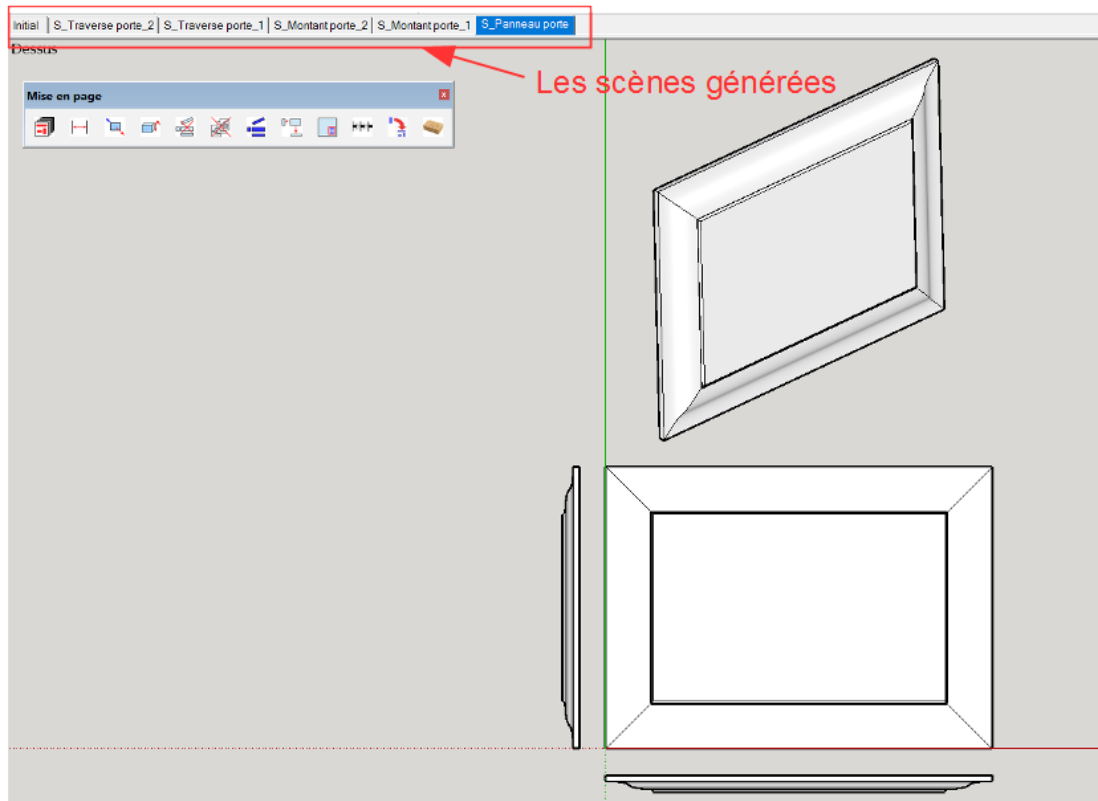 Initial S_Traverse porte_2 S_Traverse porte_1 S_Montant porte_2 S_Montant porte_1 S_Panneau porte
Dessus
Les scènes générées
Mise en page